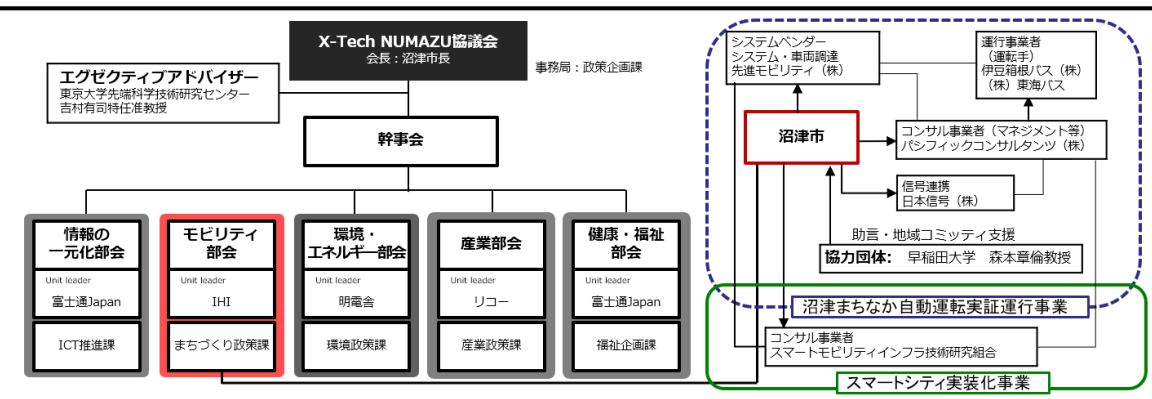 X-Tech NUMAZU協議会
会長：沼津市長
事務局：政策企画課
エグゼクティブアドバイザー
東京大学先端科学技術研究センター
吉村有司特任准教授
幹事会
情報の
一元化部会
Unit leader
富士通Japan
ICT推進課
モビリティ
部会
Unit leader
IHI
まちづくり政策課
環境・
エネルギー部会
Unit leader
明電舎
環境政策課
産業部会
Unit leader
リコー
産業政策課
健康・福祉
部会
Unit leader
富士通Japan
福祉企画課
システムベンダー
システム・車両調達
先進モビリティ（株）
運行事業者
（運転手）
伊豆箱根バス（株）
（株）東海バス
沼津市
コンサル事業者（マネジメント等）
パシフィックコンサルタンツ（株）
信号連携
日本信号（株）
助言・地域コミッティ支援
協力団体： 早稲田大学 森本章倫教授
沼津まちなか自動運転実証運行事業
コンサル事業者
スマートモビリティインフラ技術研究組合
スマートシティ実装化事業